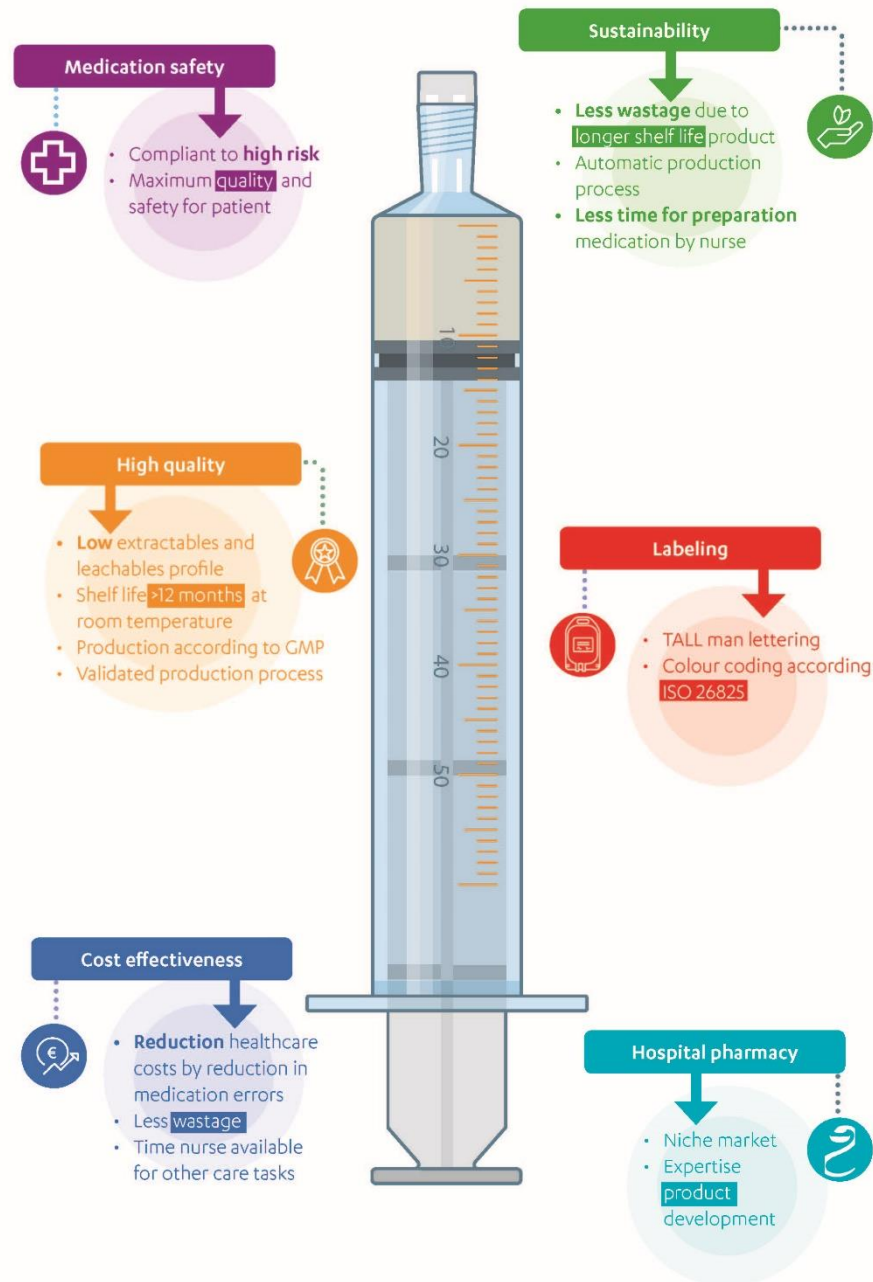 Medication safety
• Compliant to high risk
• Maximum quality and
safety for patient
Sustainability
• Less wastage due to
longer shelf life product
• Automatic production
process
• Less time for preparation
medication by nurse
10
20
30
40
50
High quality
• Low extractables and
leachables profile
• Shelf life >12 months at
room temperature
• Production according to GMP
• Validated production process
Labeling
• TALL man lettering
• Colour coding according
ISO 26825
Cost effectiveness
€
• Reduction healthcare
costs by reduction in
medication errors
• Less wastage
• Time nurse available
for other care tasks
Hospital pharmacy
• Niche market
• Expertise
product
development